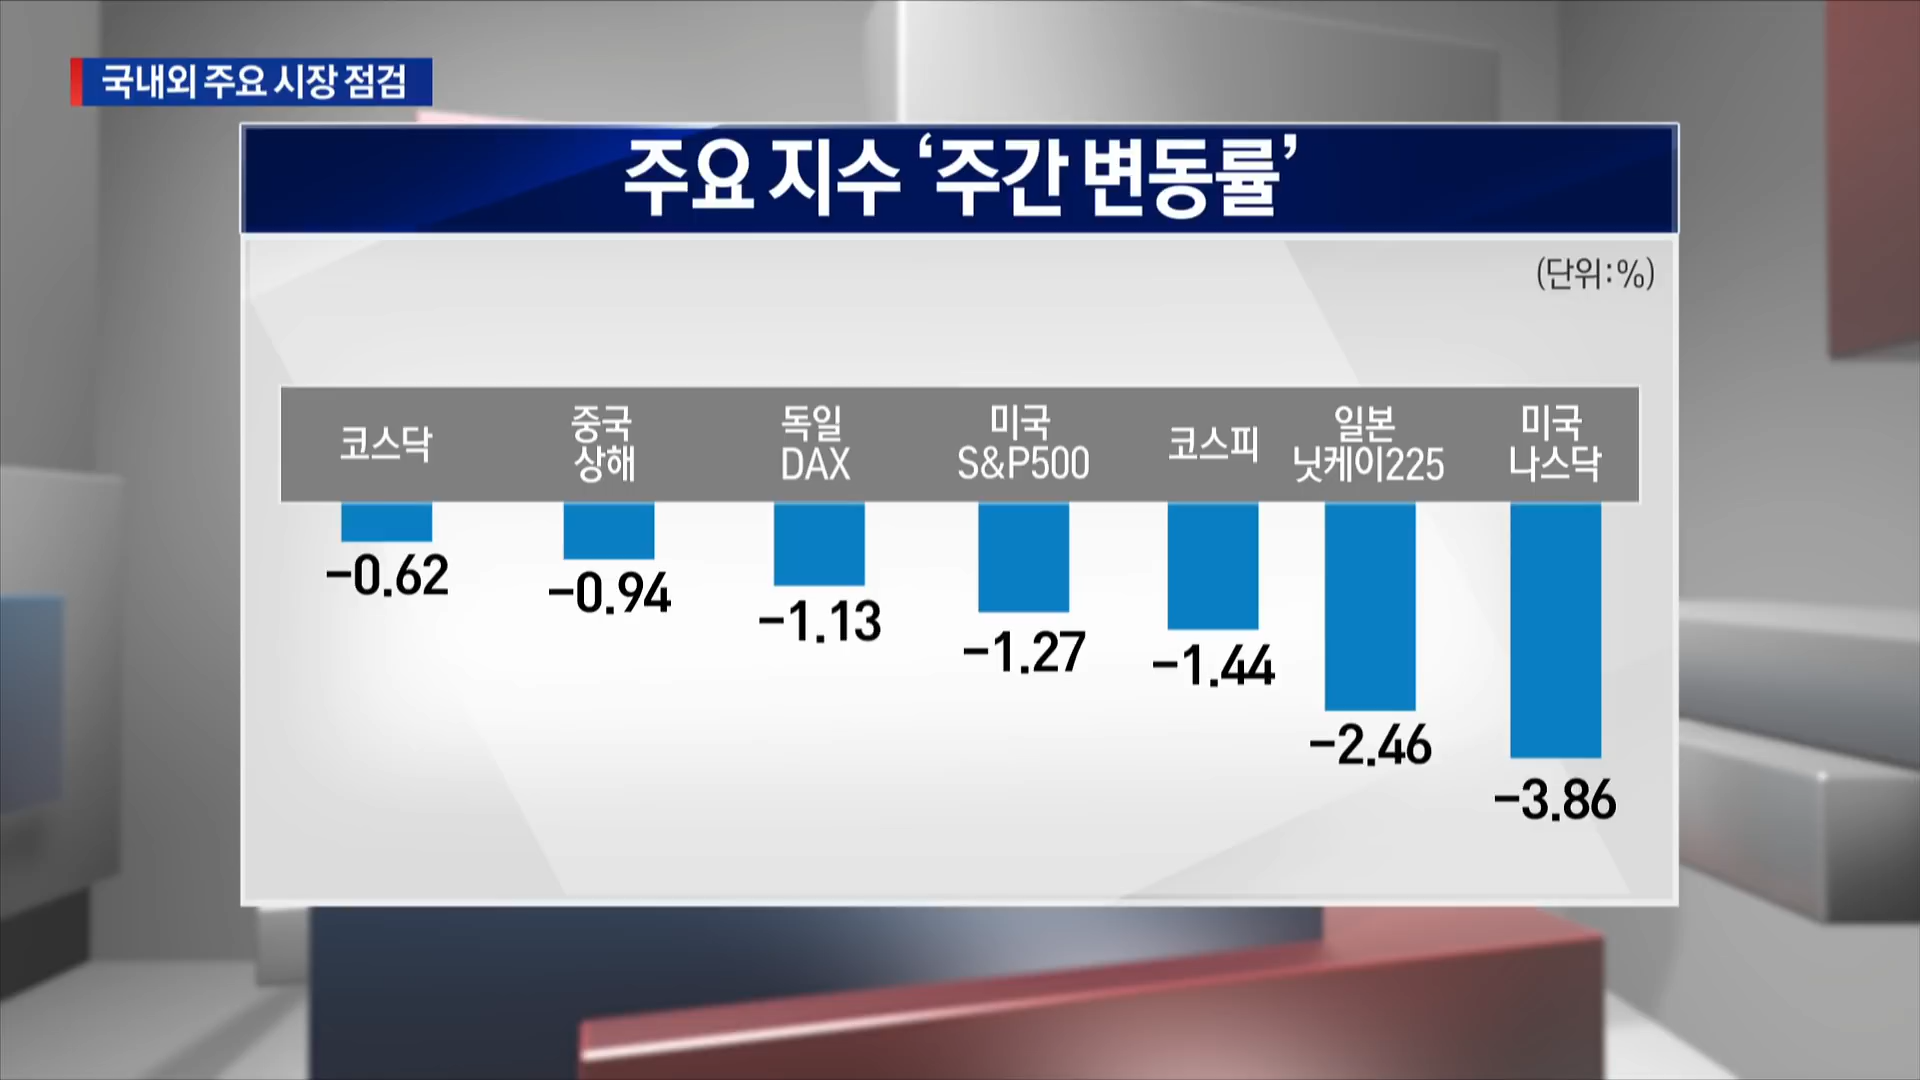 국내외 주요 시장 점검
주요 지수 ‘주간 변동률’
(단위:%)
코스닥
중국
상해
독일
DAX
미국
S&P500
코스피
일본
닛케이225
미국
나스닥
-0.62
-0.94
-1.13
-1.27
-1.44
-2.46
-3.86